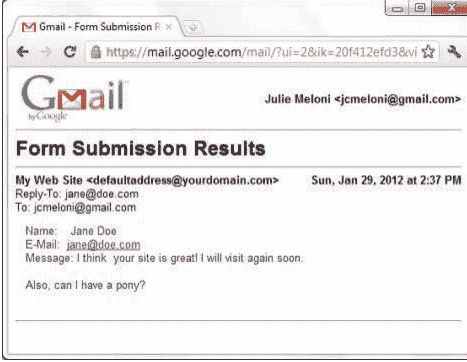 Gmail - Form Submission R
https://mail.google.com/mail/?ui=2&ik=20f412efd3&vi
Gmail
by Google
Julie Meloni <jcmeloni@gmail.com>
Form Submission Results
My Web Site <defaultaddress@yourdomain.com> Sun, Jan 29, 2012 at 2:37 PM
Reply-To: jane@doe.com
To: jcmeloni@gmail.com
Name: Jane Doe
E-Mail: jane@doe.com
Message: I think your site is great! I will visit again soon.
Also, can I have a pony?